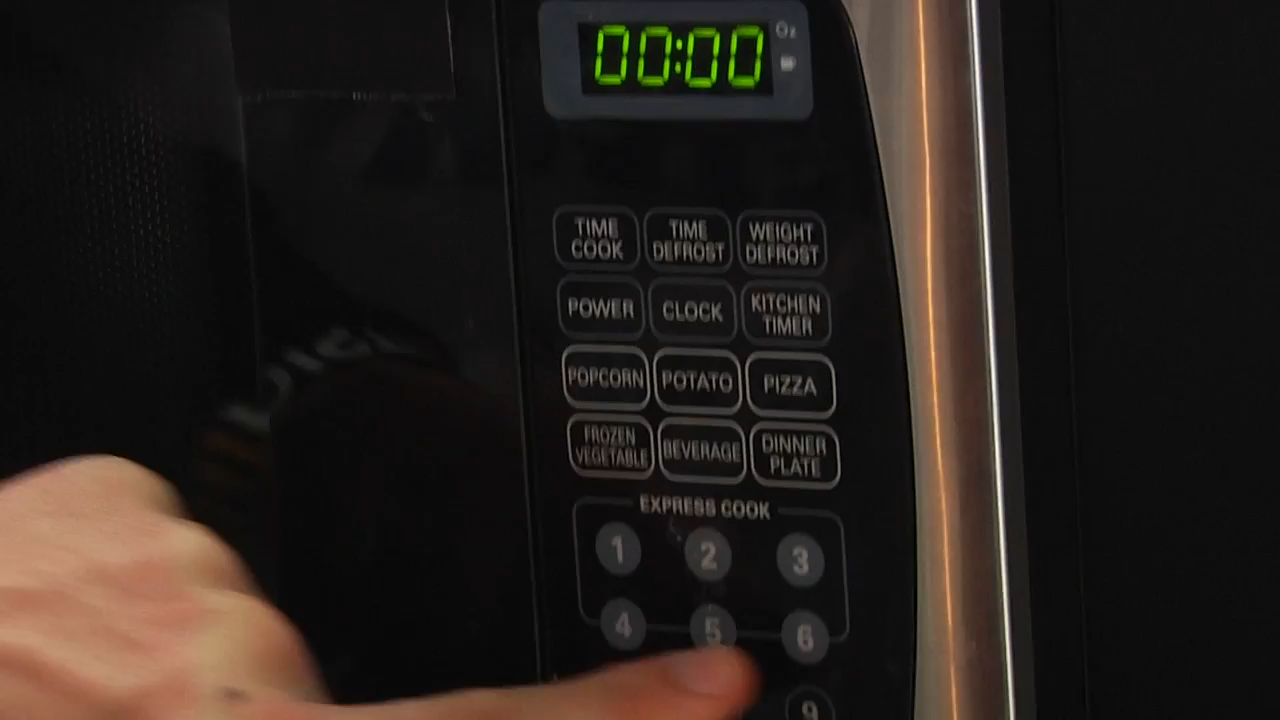 00:00
TIME COOK
TIME DEFROST
WEIGHT DEFROST
POWER
CLOCK
KITCHEN TIMER
POPCORN
POTATO
PIZZA
FROZEN VEGETABLE
BEVERAGE
DINNER PLATE
EXPRESS COOK
1 2 3
4 5 6
9